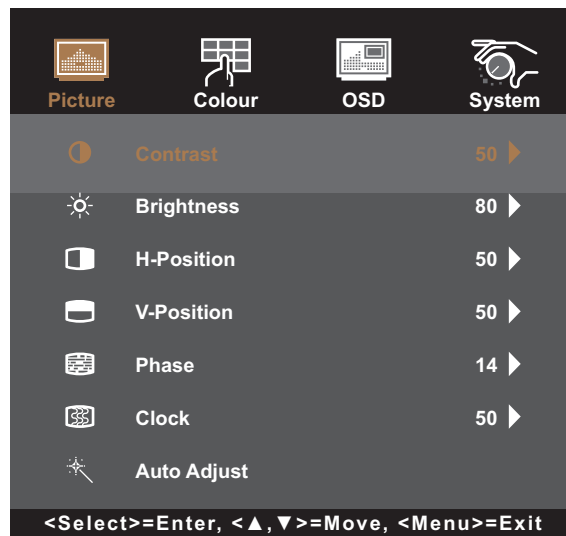 Picture Colour OSD System
Contrast 50
Brightness 80
H-Position 50
V-Position 50
Phase 14
Clock 50
Auto Adjust
<Select>=Enter, <▲,▼>=Move, <Menu>=Exit